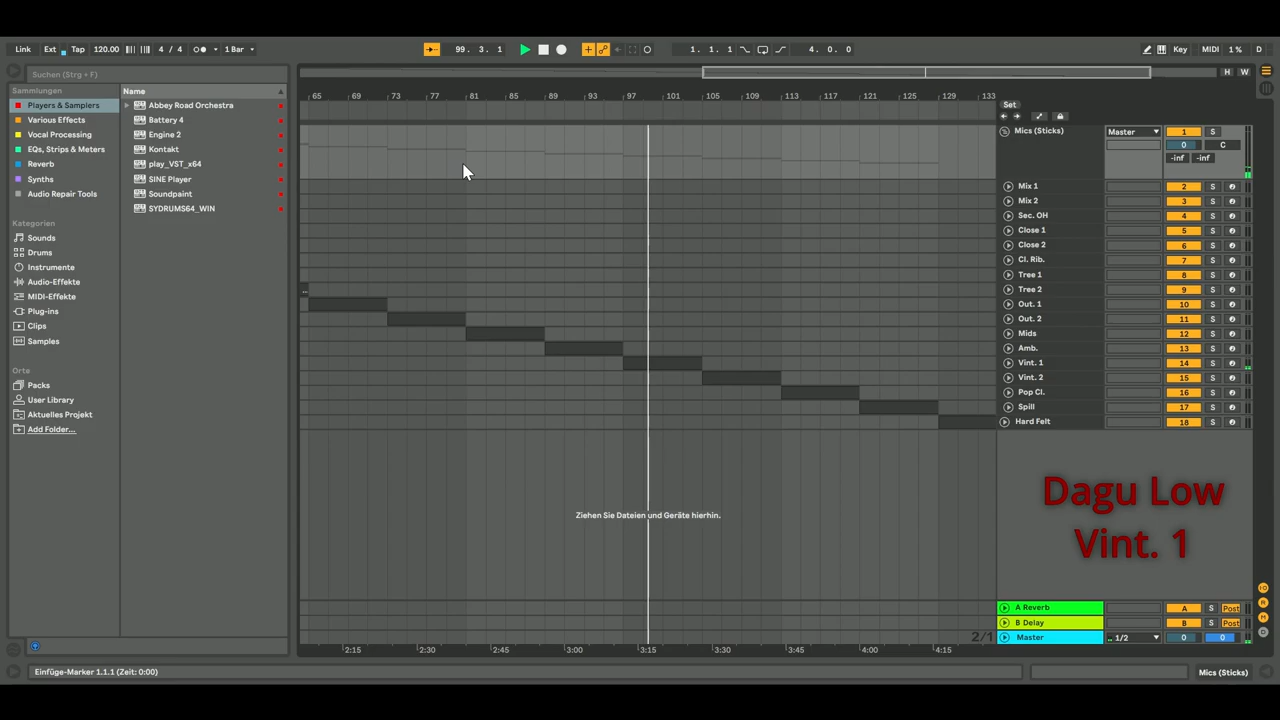 Link Ext Tap 120.00 4 / 4 1 Bar 99. 3. 1 1. 1. 1 4. 0. 0 Key MIDI 1 % D
Suchen (Strg + F)
H W
Sammlungen
Players & Samplers
Various Effects
Vocal Processing
EQs, Strips & Meters
Reverb
Synths
Audio Repair Tools
Kategorien
Sounds
Drums
Instrumente
Audio-Effekte
MIDI-Effekte
Plug-ins
Clips
Samples
Orte
Packs
User Library
Aktuelles Projekt
Add Folder...
Name
Abbey Road Orchestra
Battery 4
Engine 2
Kontakt
play_VST_x64
SINE Player
Soundpaint
SYDRUMS64_WIN
65 69 73 77 81 85 89 93 97 101 105 109 113 117 121 125 129 133
Set
Mics (Sticks) Master 1 S
0 C
-inf -inf
Mix 1 2 S
Mix 2 3 S
Sec. OH 4 S
Close 1 5 S
Close 2 6 S
Cl. Rib. 7 S
Tree 1 8 S
Tree 2 9 S
Out. 1 10 S
Out. 2 11 S
Mids 12 S
Amb. 13 S
Vint. 1 14 S
Vint. 2 15 S
Pop Cl. 16 S
Spill 17 S
Hard Felt 18 S
Ziehen Sie Dateien und Geräte hierhin.
Dagu Low
Vint. 1
A Reverb A S Post
B Delay B S Post
2/1 Master 1/2 0 0
2:15 2:30 2:45 3:00 3:15 3:30 3:45 4:00 4:15
Einfüge-Marker 1.1.1 (Zeit: 0:00) Mics (Sticks)